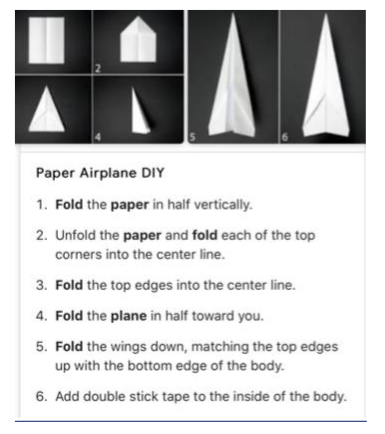 2
4
5
6
Paper Airplane DIY
1. Fold the paper in half vertically.
2. Unfold the paper and fold each of the top
corners into the center line.
3. Fold the top edges into the center line.
4. Fold the plane in half toward you.
5. Fold the wings down, matching the top edges
up with the bottom edge of the body.
6. Add double stick tape to the inside of the body.